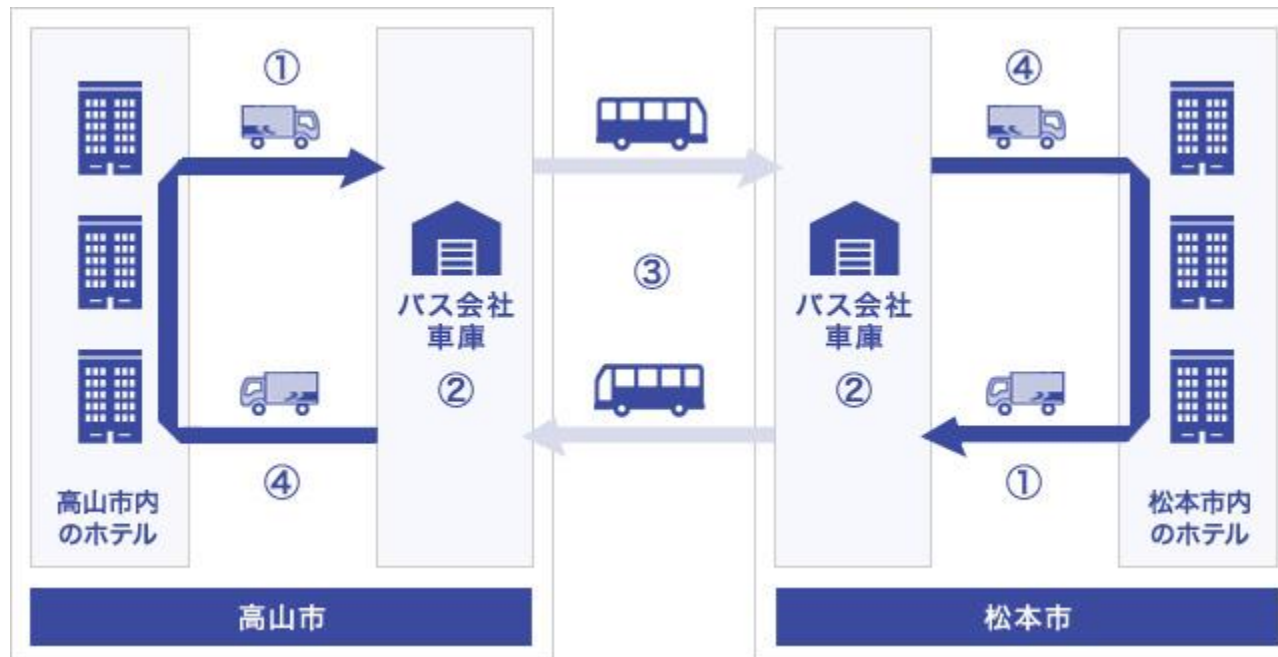 ①
④
バス会社
車庫
②
③
バス会社
車庫
②
④
①
高山市内
のホテル
松本市内
のホテル
高山市
松本市